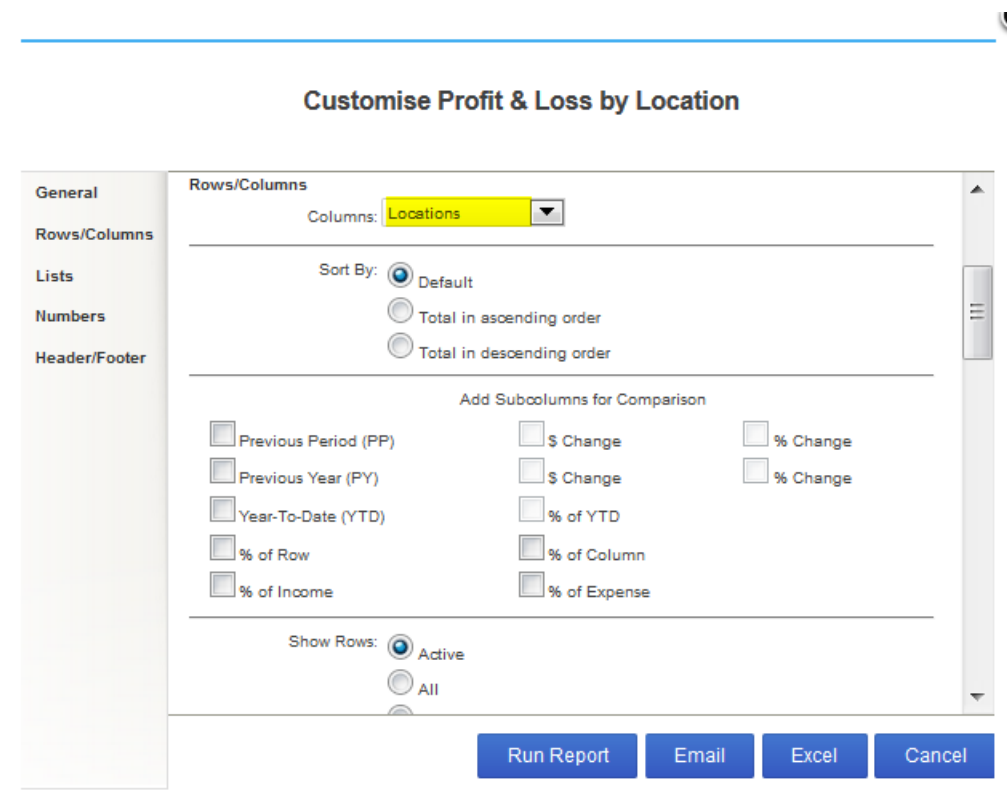 Customise Profit & Loss by Location
General
Rows/Columns
Lists
Numbers
Header/Footer
Rows/Columns
Columns: Locations
Sort By: Default
Total in ascending order
Total in descending order
Add Subcolumns for Comparison
Previous Period (PP) $ Change % Change
Previous Year (PY) $ Change % Change
Year-To-Date (YTD) % of YTD
% of Row % of Column
% of Income % of Expense
Show Rows: Active
All
Run Report Email Excel Cancel